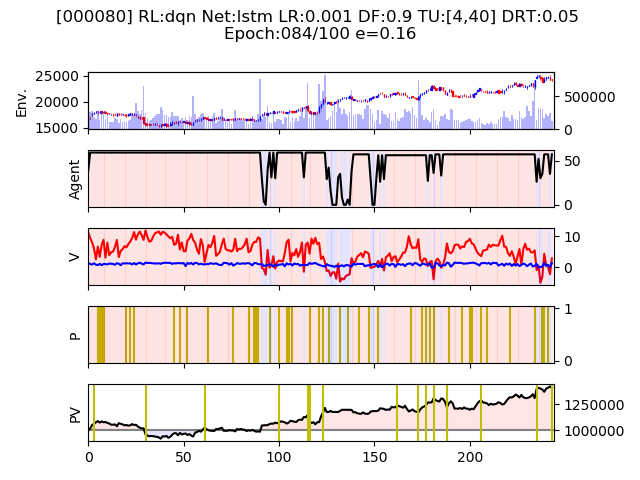 [000080] RL:dqn Net:lstm LR:0.001 DF:0.9 TU:[4,40] DRT:0.05
Epoch:084/100 e=0.16
Env.
25000
20000
15000
500000
0
Agent
50
0
V
10
0
P
1
0
PV
1250000
1000000
0 50 100 150 200